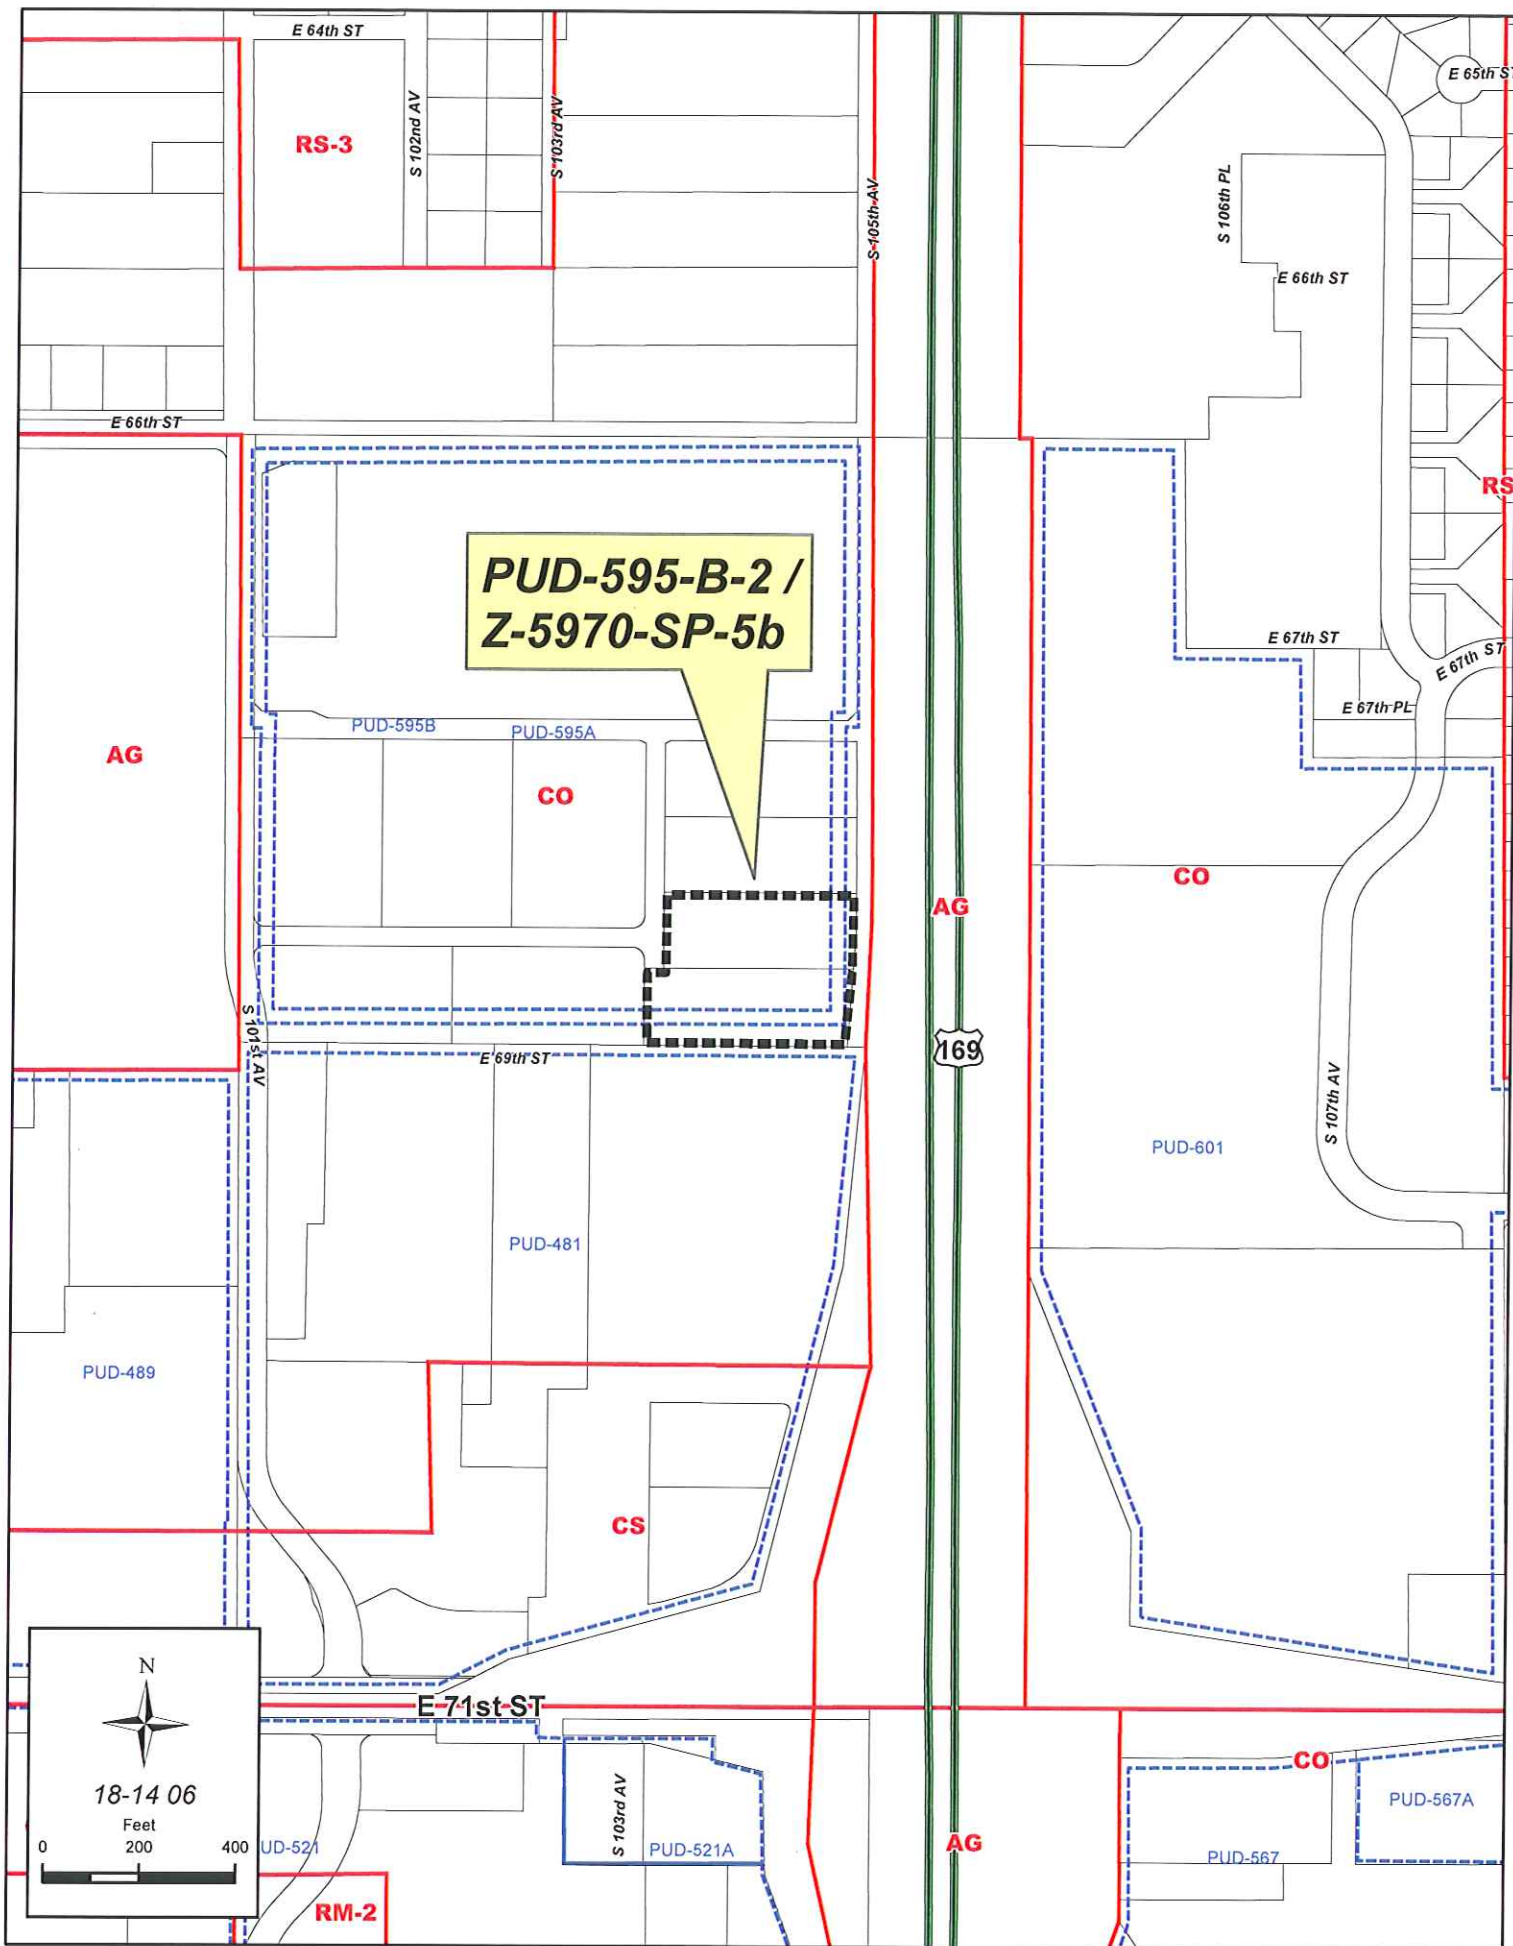 E 64th ST
E 65th ST
RS-3
S 102nd AV
S 103rd AV
S 105th AV
S 106th PL
E 66th ST
E 66th ST
RS
PUD-595-B-2 /
Z-5970-SP-5b
E 67th ST
E 67th ST
E 67th PL
PUD-595B
PUD-595A
AG
CO
CO
AG
S 101st AV
E 69th ST
169
S 107th AV
PUD-601
PUD-481
PUD-489
CS
E 71st ST
N
18-14 06
Feet
0 200 400
UD-521
S 103rd AV
PUD-521A
AG
CO
PUD-567A
PUD-567
RM-2